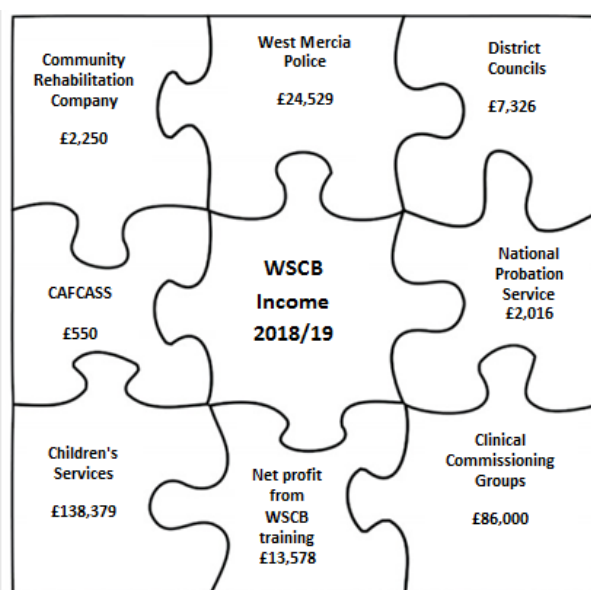 Community
Rehabilitation
Company
£2,250
West Mercia
Police
£24,529
District
Councils
£7,326
CAFCASS
£550
WSCB
Income
2018/19
National
Probation
Service
£2,016
Children's
Services
£138,379
Net profit
from
WSCB
training
£13,578
Clinical
Commissioning
Groups
£86,000